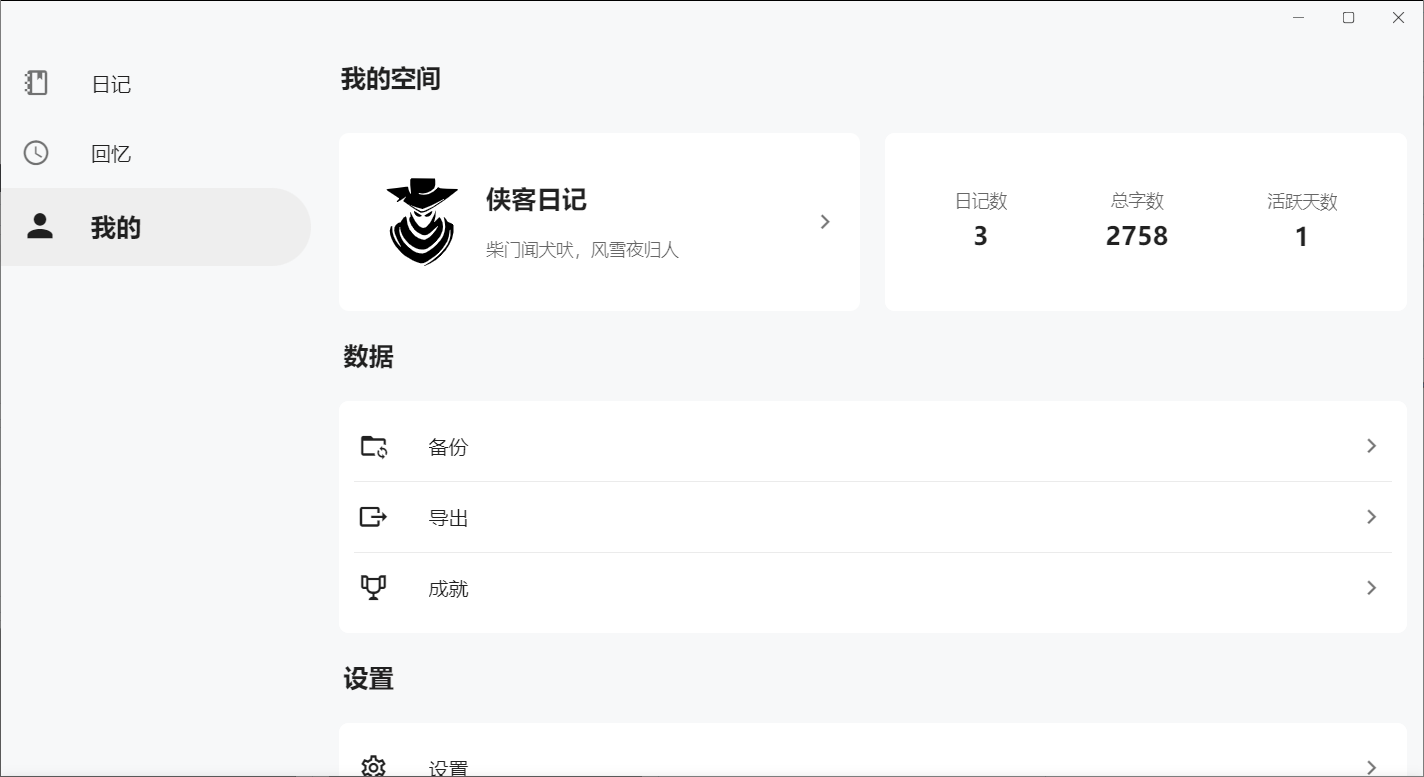 日记
回忆
我的
我的空间
侠客日记
柴门闻犬吠，风雪夜归人
日记数
3
总字数
2758
活跃天数
1
数据
备份
导出
成就
设置
设置